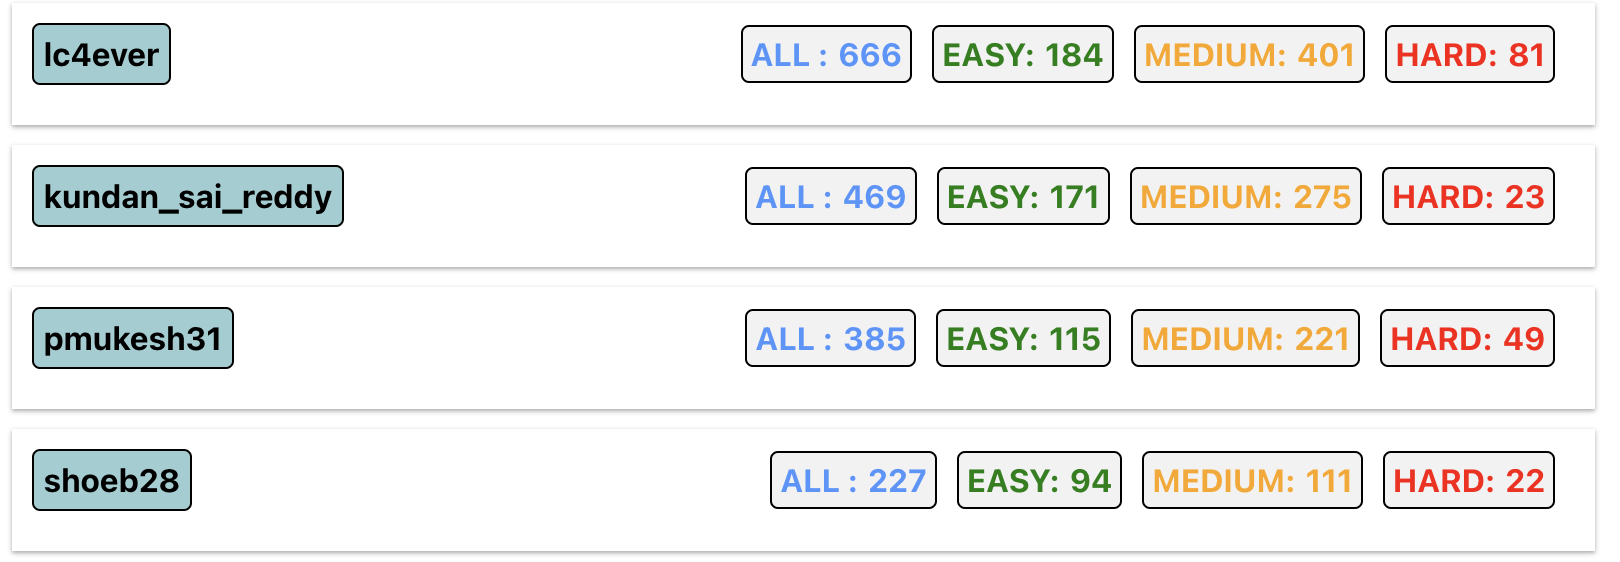 lc4ever ALL : 666 EASY: 184 MEDIUM: 401 HARD: 81
kundan_sai_reddy ALL : 469 EASY: 171 MEDIUM: 275 HARD: 23
pmukesh31 ALL : 385 EASY: 115 MEDIUM: 221 HARD: 49
shoeb28 ALL : 227 EASY: 94 MEDIUM: 111 HARD: 22